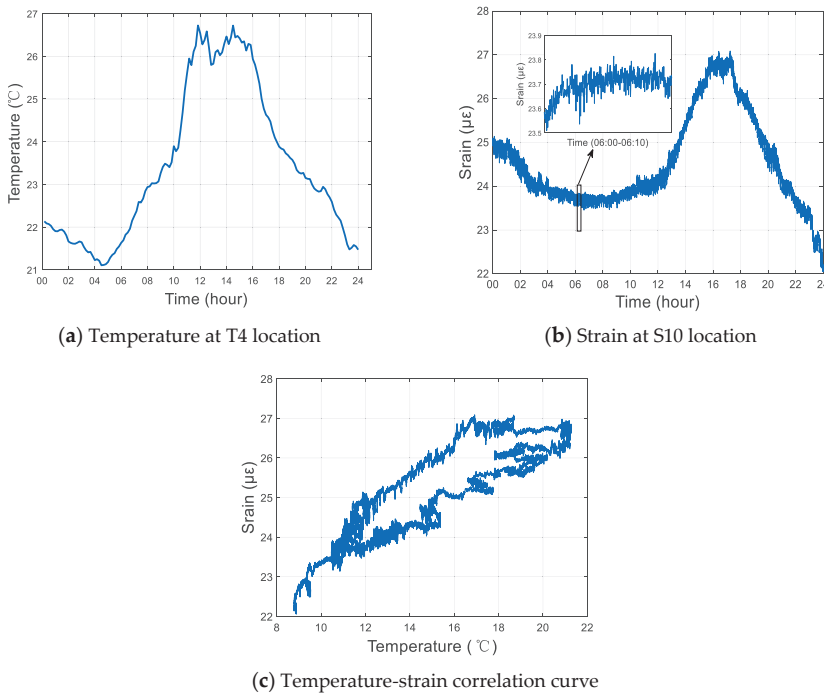 27
26
25
24
23
22
21
Temperature (℃)
00 02 04 06 08 10 12 14 16 18 20 22 24
Time (hour)
(a) Temperature at T4 location
28
27
26
25
24
23
22
Srain (με)
23.9
23.8
23.7
23.6
23.5
Srain (με)
Time (06:00-06:10)
00 02 04 06 08 10 12 14 16 18 20 22 24
Time (hour)
(b) Strain at S10 location
28
27
26
25
24
23
22
Srain (με)
8 10 12 14 16 18 20 22
Temperature (℃)
(c) Temperature-strain correlation curve